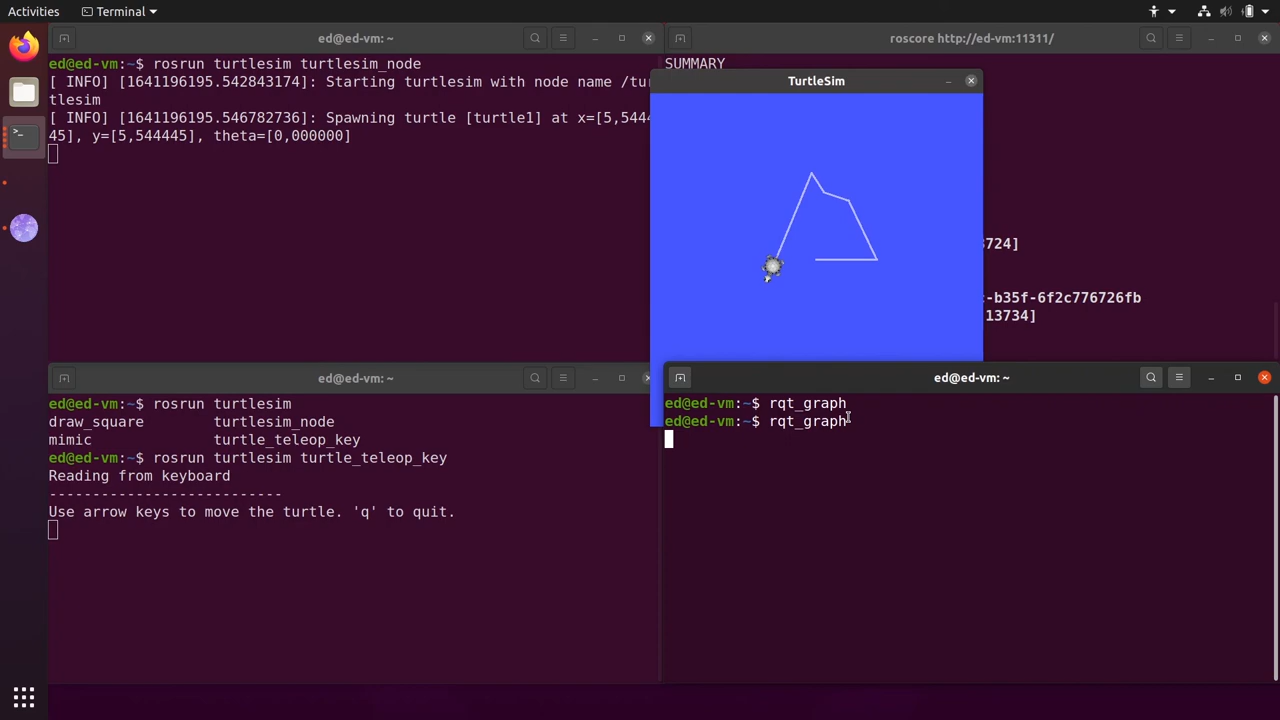 Activities
Terminal
ed@ed-vm: ~
ed@ed-vm:~$ rosrun turtlesim turtlesim_node
[ INFO] [1641196195.542843174]: Starting turtlesim with node name /tur
tlesim
[ INFO] [1641196195.546782736]: Spawning turtle [turtle1] at x=[5,5444
45], y=[5,544445], theta=[0,000000]
roscore http://ed-vm:11311/
SUMMARY
3724]
-b35f-6f2c776726fb
13734]
TurtleSim
ed@ed-vm: ~
ed@ed-vm:~$ rosrun turtlesim
draw_square turtlesim_node
mimic turtle_teleop_key
ed@ed-vm:~$ rosrun turtlesim turtle_teleop_key
Reading from keyboard
---------------------------
Use arrow keys to move the turtle. 'q' to quit.
ed@ed-vm: ~
ed@ed-vm:~$ rqt_graph
ed@ed-vm:~$ rqt_graph